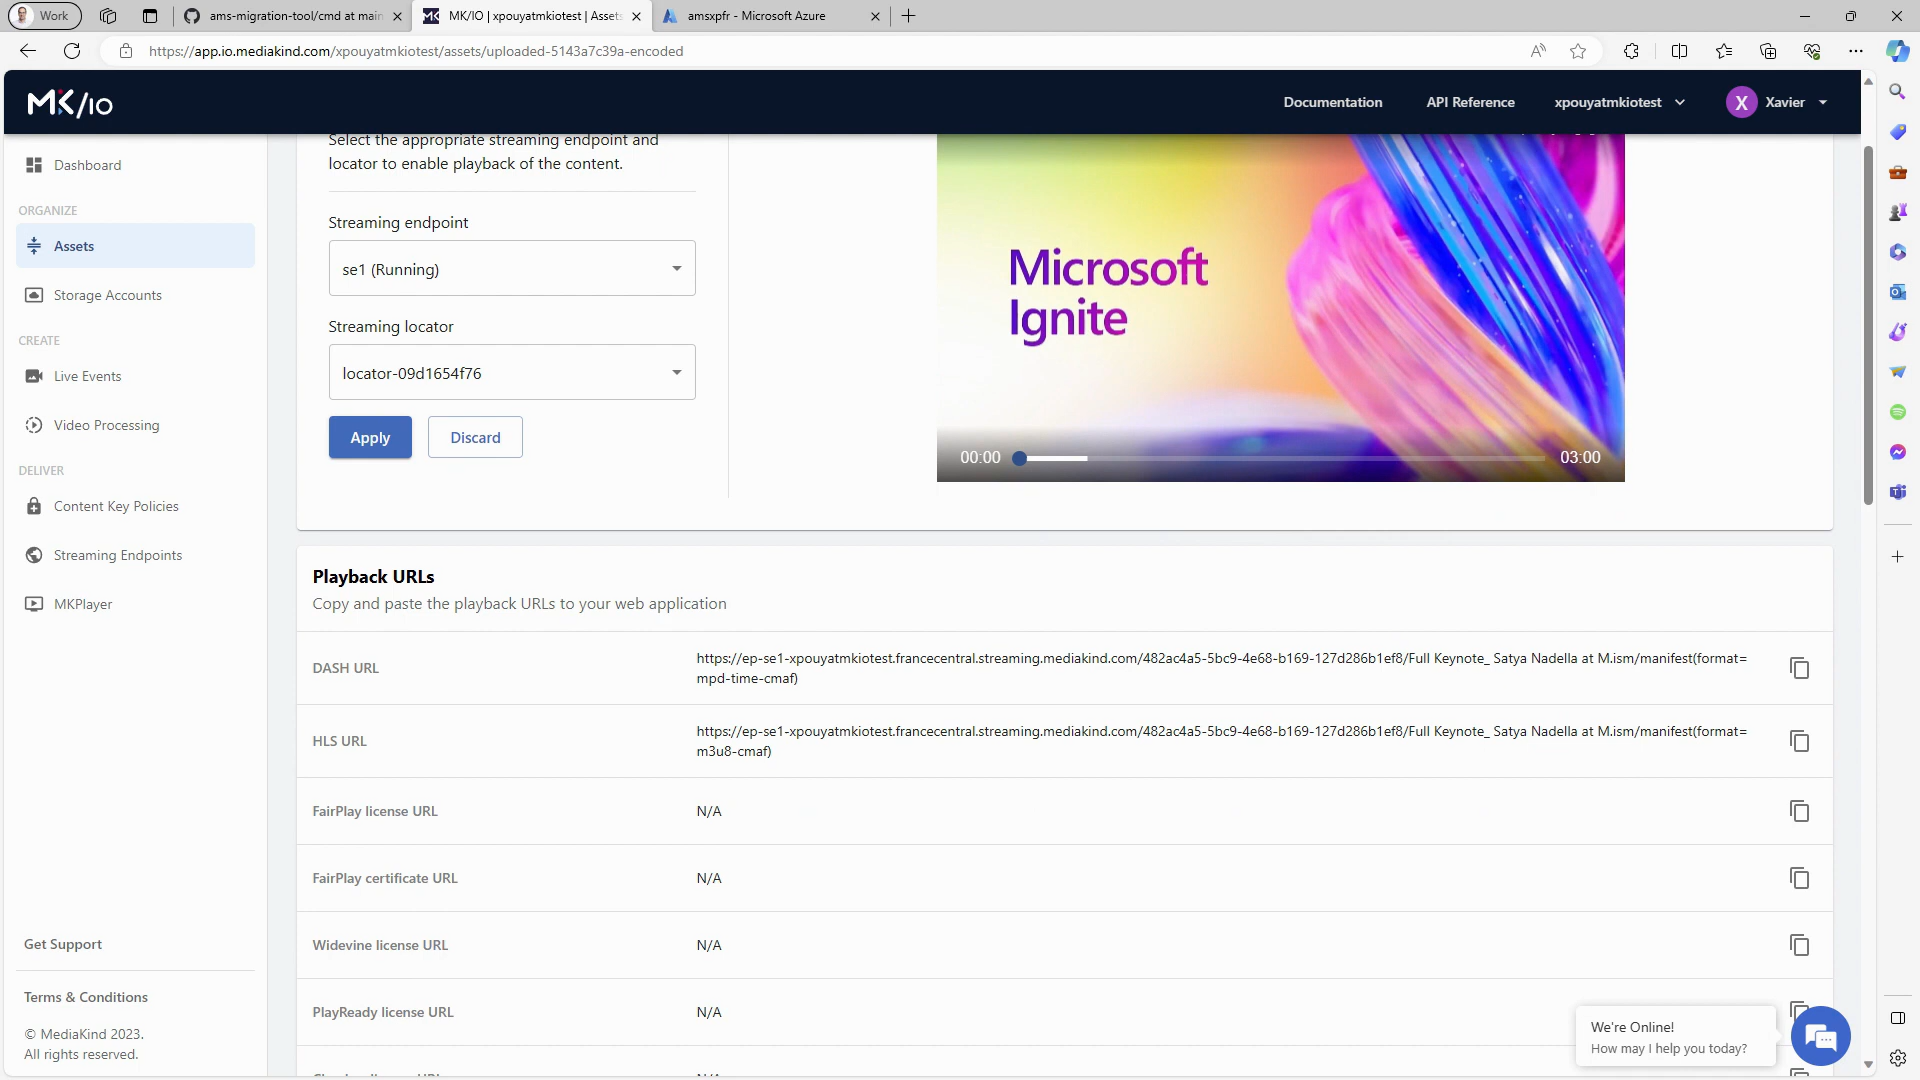 Work
ams-migration-tool/cmd at main
MK/IO | xpouyatmkiotest | Assets
amsxpfr - Microsoft Azure
https://app.io.mediakind.com/xpouyatmkiotest/assets/uploaded-5143a7c39a-encoded
MK/IO
Documentation
API Reference
xpouyatmkiotest
X
Xavier
Dashboard
ORGANIZE
Assets
Storage Accounts
CREATE
Live Events
Video Processing
DELIVER
Content Key Policies
Streaming Endpoints
MKPlayer
Get Support
Terms & Conditions
© MediaKind 2023.
All rights reserved.
Select the appropriate streaming endpoint and
locator to enable playback of the content.
Streaming endpoint
se1 (Running)
Streaming locator
locator-09d1654f76
Apply
Discard
Microsoft
Ignite
00:00
03:00
Playback URLs
Copy and paste the playback URLs to your web application
DASH URL
https://ep-se1-xpouyatmkiotest.francecentral.streaming.mediakind.com/482ac4a5-5bc9-4e68-b169-127d286b1ef8/Full Keynote_ Satya Nadella at M.ism/manifest(format=
mpd-time-cmaf)
HLS URL
https://ep-se1-xpouyatmkiotest.francecentral.streaming.mediakind.com/482ac4a5-5bc9-4e68-b169-127d286b1ef8/Full Keynote_ Satya Nadella at M.ism/manifest(format=
m3u8-cmaf)
FairPlay license URL
N/A
FairPlay certificate URL
N/A
Widevine license URL
N/A
PlayReady license URL
N/A
We're Online!
How may I help you today?